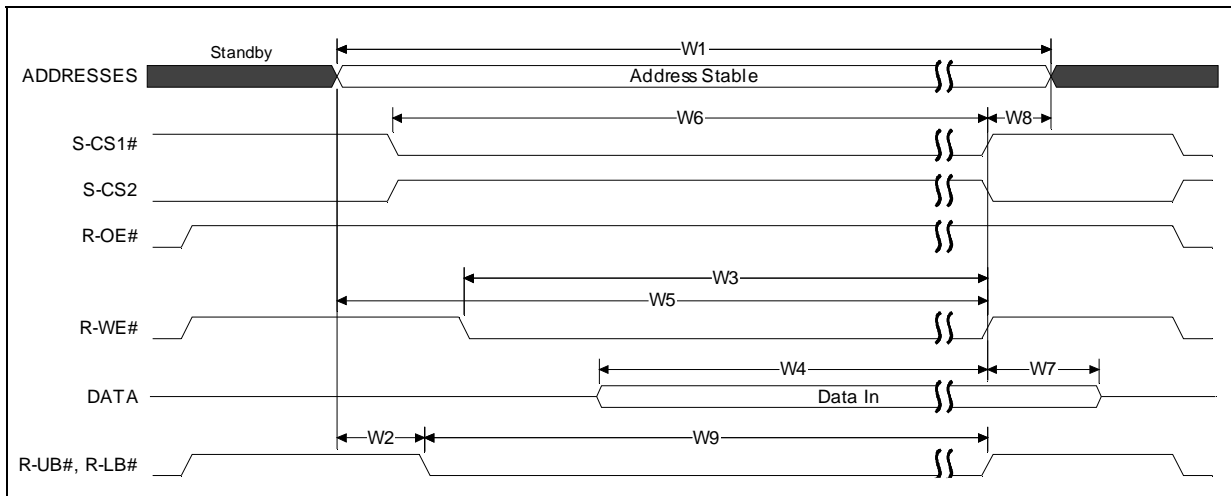 W1
Standby
ADDRESSES
Address Stable
W6
W8
S-CS1#
S-CS2
R-OE#
W3
W5
R-WE#
W4
W7
DATA
Data In
W2
W9
R-UB#, R-LB#